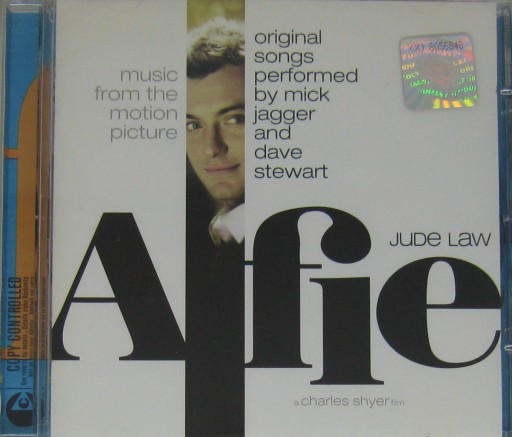 music
from the
motion
picture
original
songs
performed
by mick
jagger
and
dave
stewart
JUDE LAW
Alfie
a charles shyer film
COPY CONTROLLED